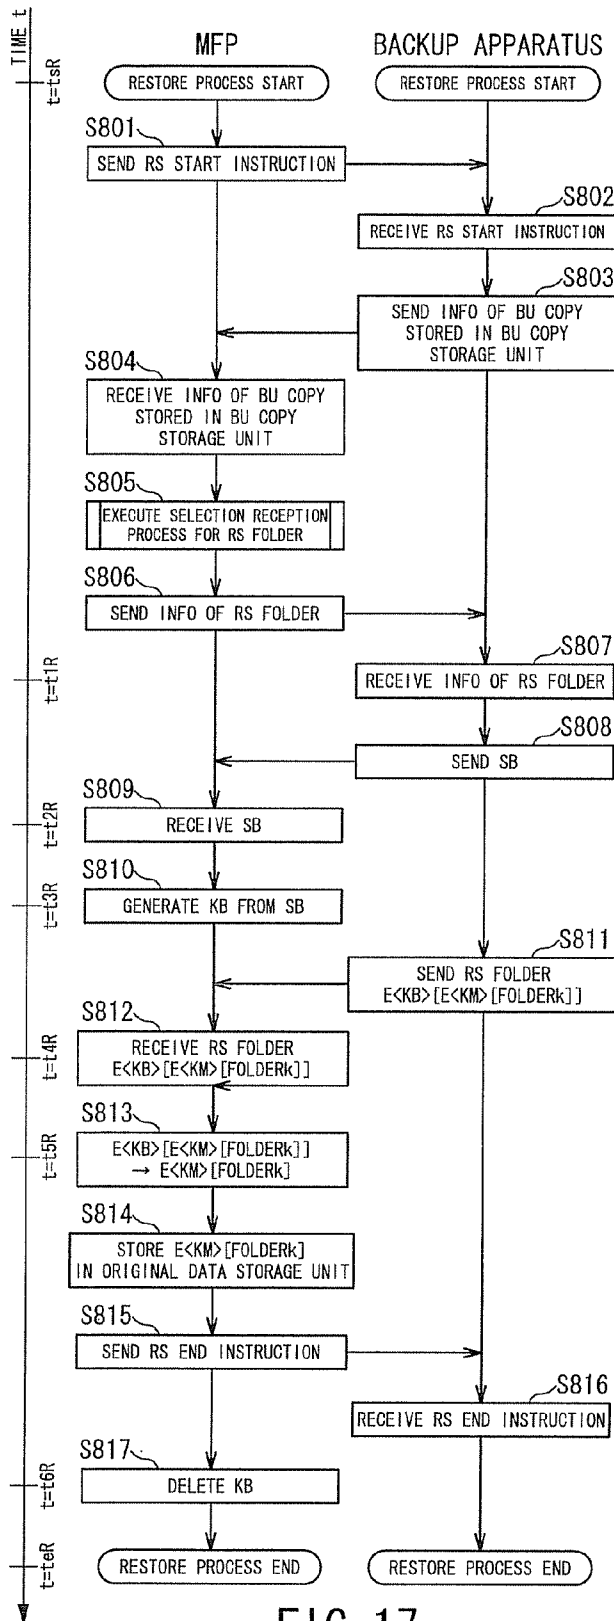 TIME t
MFP
BACKUP APPARATUS
t=tsR
RESTORE PROCESS START
RESTORE PROCESS START
S801
SEND RS START INSTRUCTION
S802
RECEIVE RS START INSTRUCTION
S803
SEND INFO OF BU COPY
STORED IN BU COPY
STORAGE UNIT
S804
RECEIVE INFO OF BU COPY
STORED IN BU COPY
STORAGE UNIT
S805
EXECUTE SELECTION RECEPTION
PROCESS FOR RS FOLDER
S806
SEND INFO OF RS FOLDER
S807
t=t1R
RECEIVE INFO OF RS FOLDER
S808
SEND SB
S809
t=t2R
RECEIVE SB
S810
t=t3R
GENERATE KB FROM SB
S811
SEND RS FOLDER
E<KB>[E<KM>[FOLDERk]]
S812
t=t4R
RECEIVE RS FOLDER
E<KB>[E<KM>[FOLDERk]]
S813
t=t5R
E<KB>[E<KM>[FOLDERk]]
→ E<KM>[FOLDERk]
S814
STORE E<KM>[FOLDERk]
IN ORIGINAL DATA STORAGE UNIT
S815
SEND RS END INSTRUCTION
S816
RECEIVE RS END INSTRUCTION
S817
t=t6R
DELETE KB
t=teR
RESTORE PROCESS END
RESTORE PROCESS END
FIG. 17